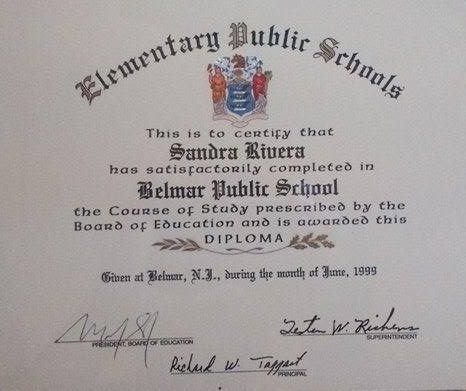 Elementary Public Schools
This is to certify that
Sandra Rivera
has satisfactorily completed in
Belmar Public School
the Course of Study prescribed by the
Board of Education and is awarded this
DIPLOMA
Given at Belmar, N.J., during the month of June, 1999
PRESIDENT, BOARD OF EDUCATION
Lester W. Richens
SUPERINTENDENT
Richard W. Taggart
PRINCIPAL